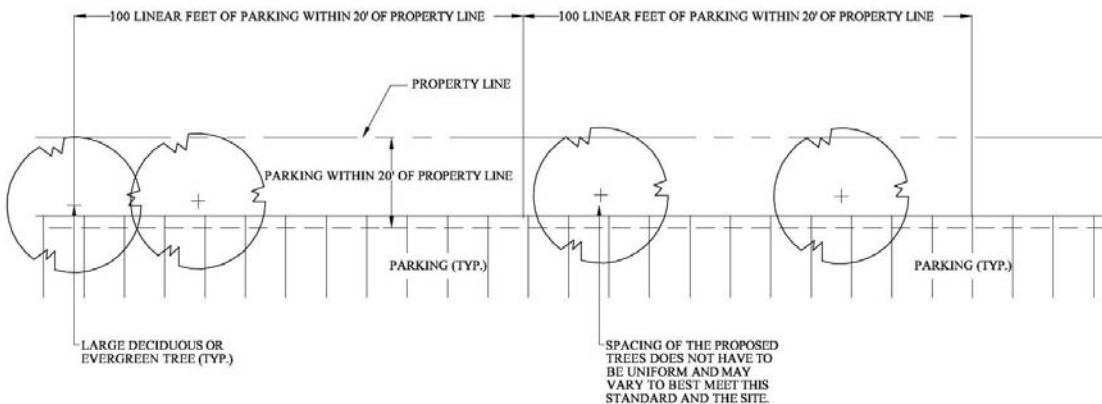 100 LINEAR FEET OF PARKING WITHIN 20' OF PROPERTY LINE
100 LINEAR FEET OF PARKING WITHIN 20' OF PROPERTY LINE
PROPERTY LINE
PARKING WITHIN 20' OF PROPERTY LINE
PARKING (TYP.)
PARKING (TYP.)
LARGE DECIDUOUS OR
EVERGREEN TREE (TYP.)
SPACING OF THE PROPOSED
TREES DOES NOT HAVE TO
BE UNIFORM AND MAY
VARY TO BEST MEET THIS
STANDARD AND THE SITE.